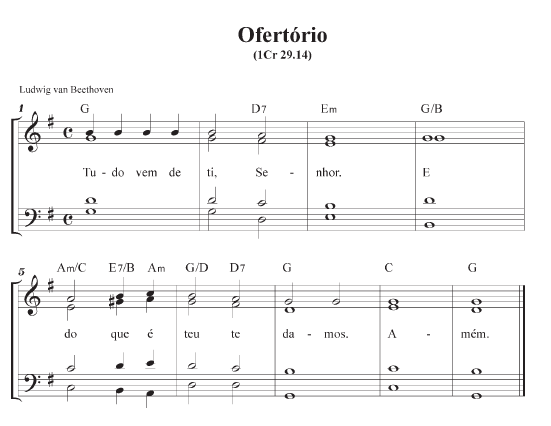 Ofertório
(1Cr 29.14)
Ludwig van Beethoven
1 G D7 Em G/B
Tu - do vem de ti, Se - nhor. E
5 Am/C E7/B Am G/D D7 G C G
do que é teu te da - mos. A - mém.